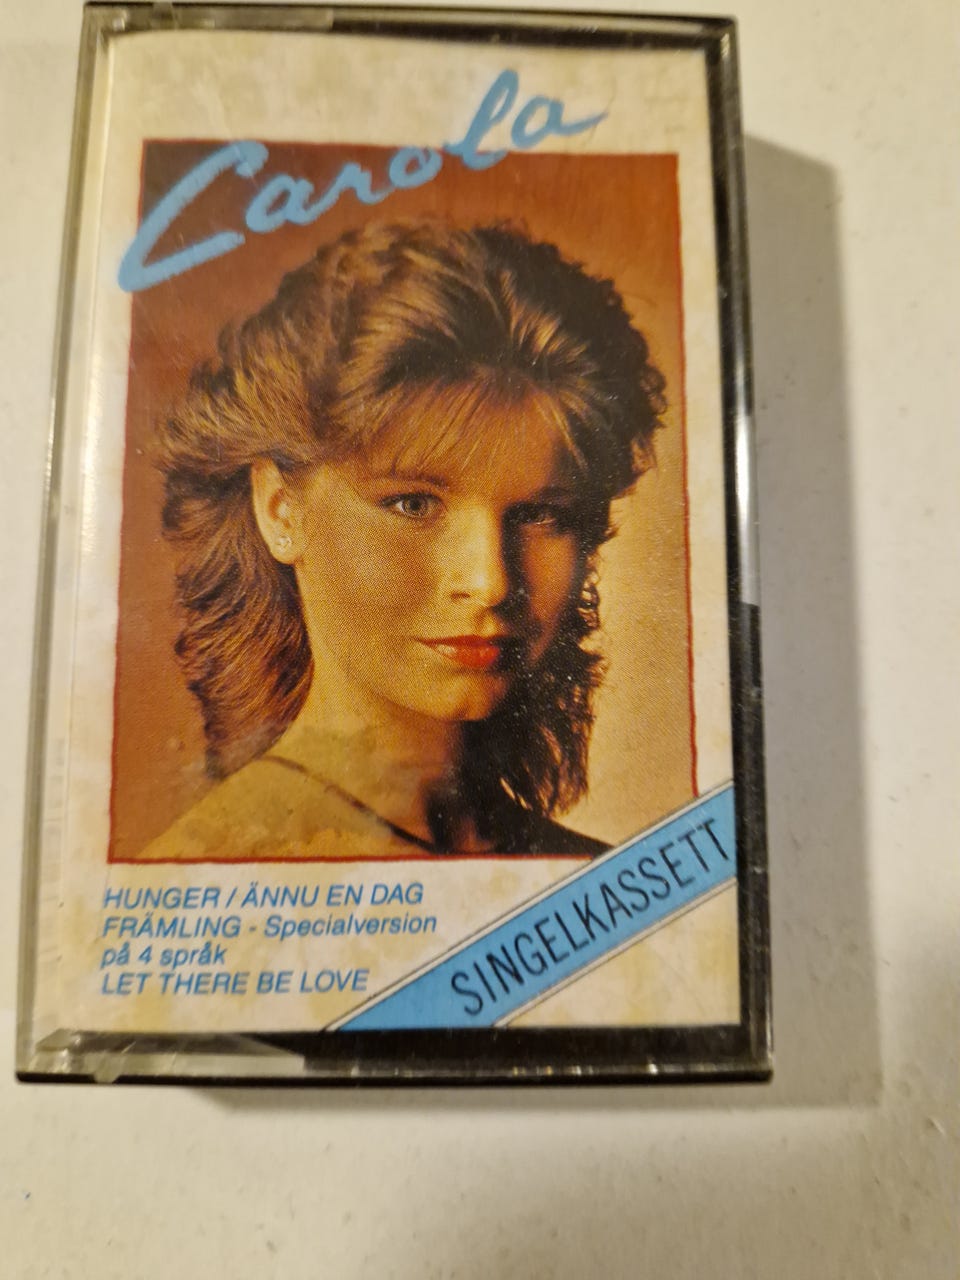 Carola
HUNGER / ÄNNU EN DAG
FRÄMLING - Specialversion
på 4 språk
LET THERE BE LOVE
SINGELKASSETT